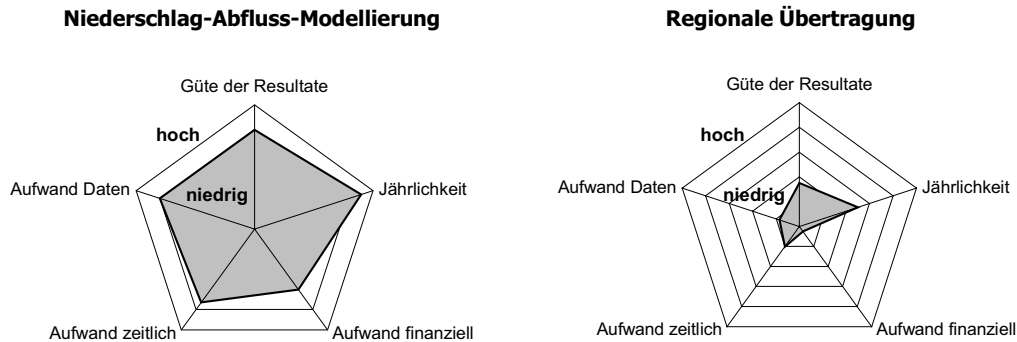 Niederschlag-Abfluss-Modellierung
Güte der Resultate
hoch
Aufwand Daten
niedrig
Jährlichkeit
Aufwand zeitlich
Aufwand finanziell
Regionale Übertragung
Güte der Resultate
hoch
Aufwand Daten
niedrig
Jährlichkeit
Aufwand zeitlich
Aufwand finanziell